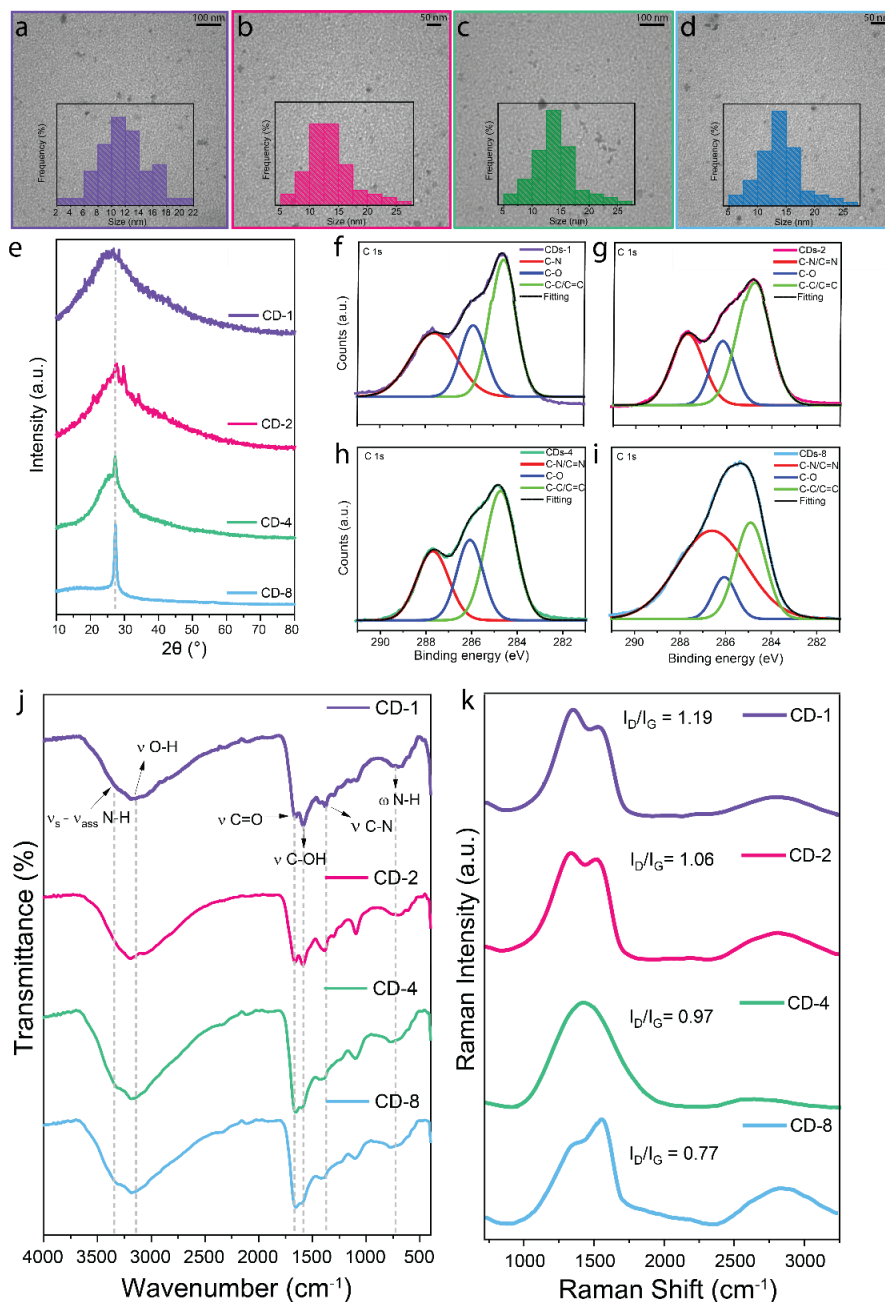 a
100 nm
Frequency (%)
2 4 6 8 10 12 14 16 18 20 22
Size (nm)
b
50 nm
Frequency (%)
5 10 15 20 25
Size (nm)
c
100 nm
Frequency (%)
5 10 15 20 25
Size (nm)
d
50 nm
Frequency (%)
5 10 15 20 25
Size (nm)
e
Intensity (a.u.)
CD-1
CD-2
CD-4
CD-8
10 20 30 40 50 60 70 80
2θ (°)
f
C 1s
CDs-1
C-N
C-O
C-C/C=C
Fitting
Counts (a.u.)
g
C 1s
CDs-2
C-N/C=N
C-O
C-C/C=C
Fitting
h
C 1s
CDs-4
C-N/C=N
C-O
C-C/C=C
Fitting
Counts (a.u.)
290 288 286 284 282
Binding energy (eV)
i
C 1s
CDs-8
C-N/C=N
C-O
C-C/C=C
Fitting
290 288 286 284 282
Binding energy (eV)
j
CD-1
ν O-H
νs - νass N-H
ν C=O
ν C-OH
ν C-N
ω N-H
CD-2
CD-4
CD-8
Transmittance (%)
4000 3500 3000 2500 2000 1500 1000 500
Wavenumber (cm-1)
k
ID/IG = 1.19
CD-1
ID/IG = 1.06
CD-2
ID/IG = 0.97
CD-4
ID/IG = 0.77
CD-8
Raman Intensity (a.u.)
1000 1500 2000 2500 3000
Raman Shift (cm-1)